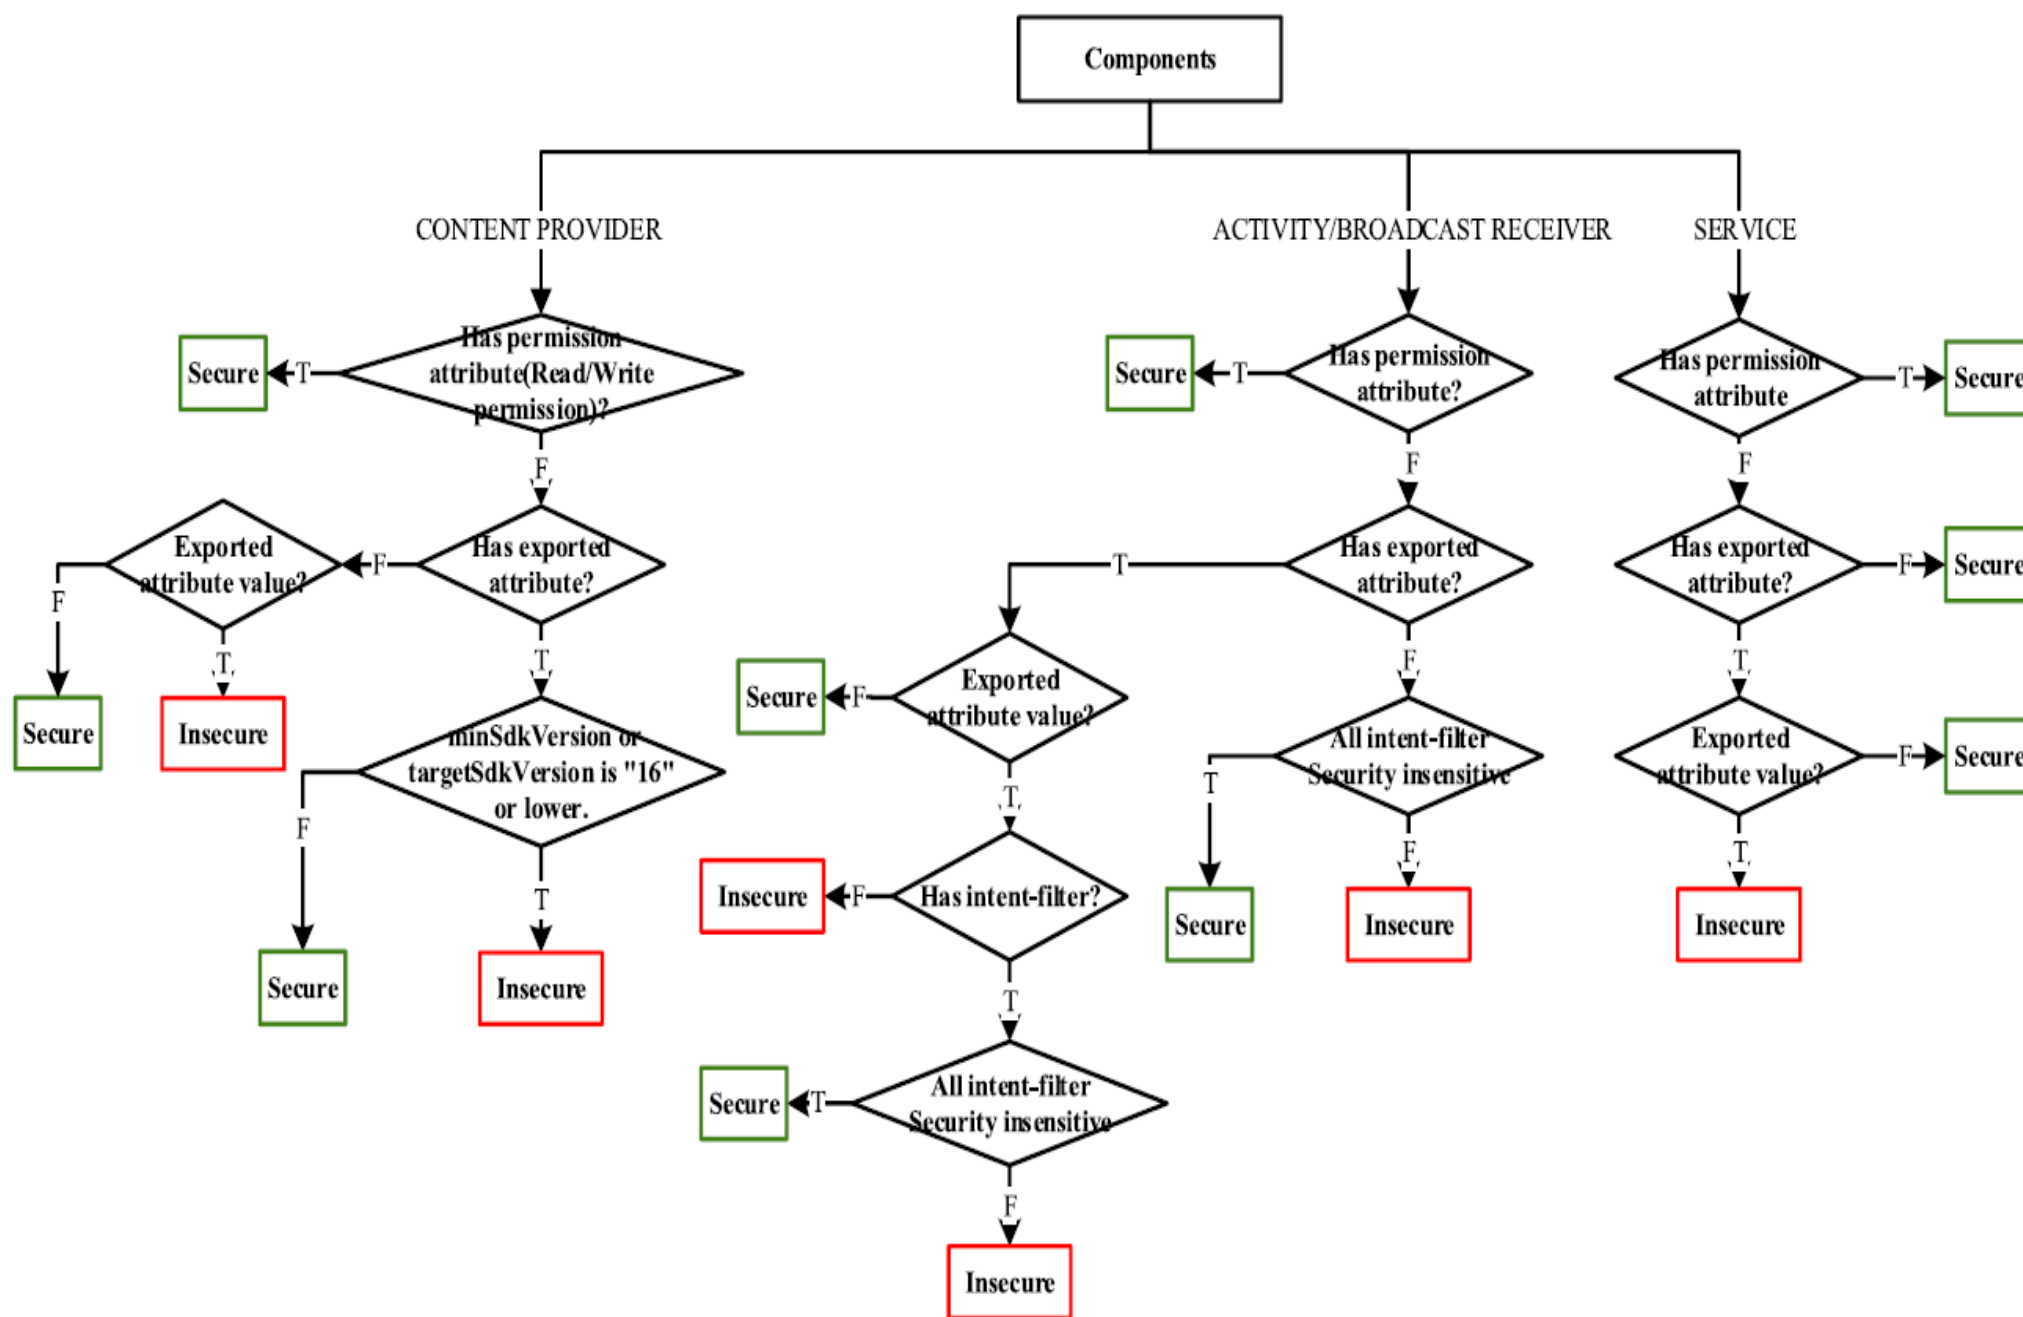 Components
CONTENT PROVIDER
ACTIVITY/BROADCAST RECEIVER
SERVICE
Has permission
attribute(Read/Write
permission)?
Secure
T
F
Has exported
attribute?
F
Exported
attribute value?
F
Secure
T
Insecure
T
minSdkVersion or
targetSdkVersion is "16"
or lower.
F
Secure
T
Insecure
Has permission
attribute?
T
Secure
F
Has exported
attribute?
T
Exported
attribute value?
F
Secure
T
Has intent-filter?
F
Insecure
T
All intent-filter
Security insensitive
T
Secure
F
Insecure
F
All intent-filter
Security insensitive
T
Secure
F
Insecure
Has permission
attribute
T
Secure
F
Has exported
attribute?
F
Secure
T
Exported
attribute value?
F
Secure
T
Insecure